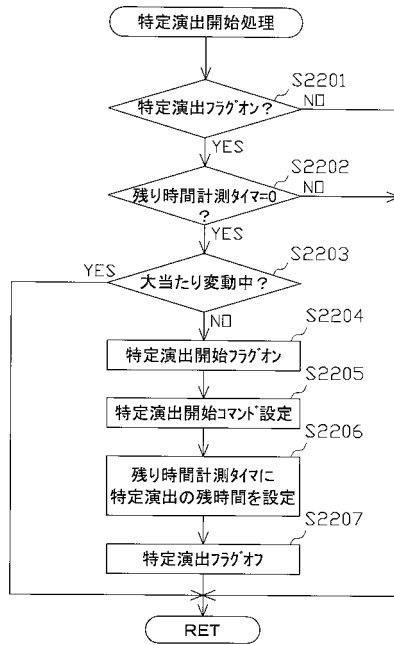 特定演出開始処理
S2201
特定演出フラグオン？
NO
YES
S2202
残り時間計測タイマ=0
？
NO
YES
S2203
YES
大当たり変動中？
NO
S2204
特定演出開始フラグオン
S2205
特定演出開始コマンド設定
S2206
残り時間計測タイマに
特定演出の残時間を設定
S2207
特定演出フラグオフ
RET